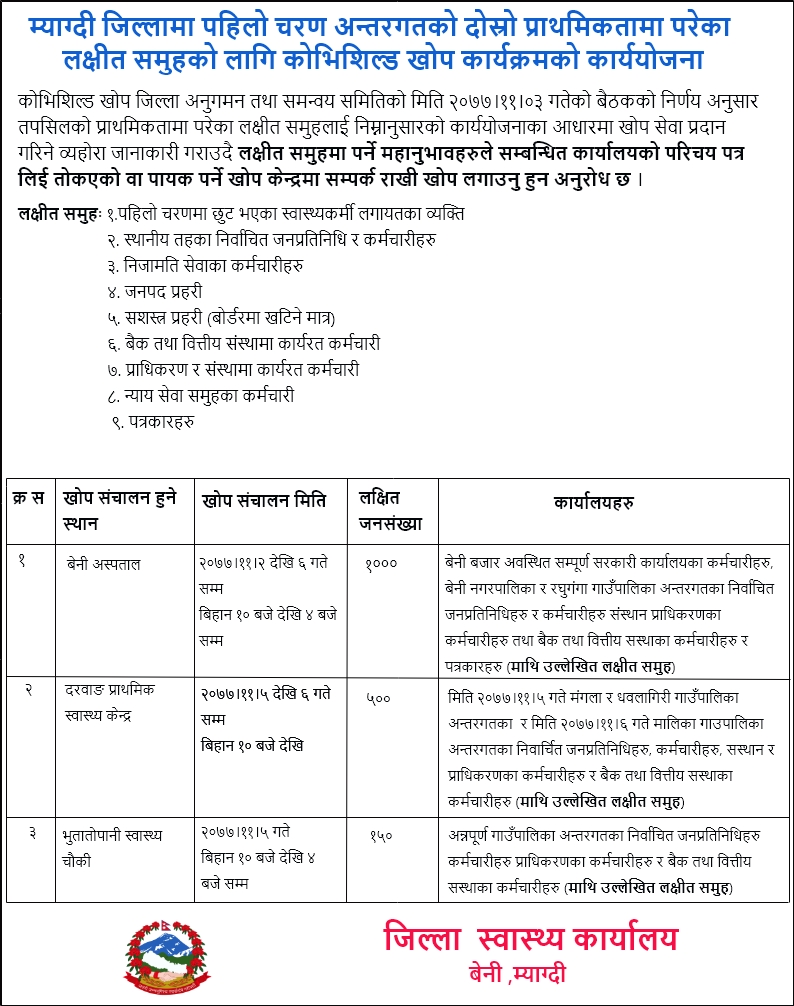 म्याग्दी जिल्लामा पहिलो चरण अन्तरगतको दोस्रो प्राथमिकतामा परेका
लक्षीत समुहको लागि कोभिशिल्ड खोप कार्यक्रमको कार्ययोजना
कोभिशिल्ड खोप जिल्ला अनुगमन तथा समन्वय समितिको मिति २०७७।११।०३ गतेको बैठकको निर्णय अनुसार
तपसिलको प्राथमिकतामा परेका लक्षीत समुहलाई निम्नानुसारको कार्ययोजनाका आधारमा खोप सेवा प्रदान
गरिने व्यहोरा जानाकारी गराउदै लक्षीत समुहमा पर्ने महानुभावहरुले सम्बन्धित कार्यालयको परिचय पत्र
लिई तोकएको वा पायक पर्ने खोप केन्द्रमा सम्पर्क राखी खोप लगाउनु हुन अनुरोध छ ।
लक्षीत समुहः १.पहिलो चरणमा छुट भएका स्वास्थ्यकर्मी लगायतका व्यक्ति
२. स्थानीय तहका निर्वाचित जनप्रतिनिधि र कर्मचारीहरु
३. निजामति सेवाका कर्मचारीहरु
४. जनपद प्रहरी
५. सशस्त्र प्रहरी (बोर्डरमा खटिने मात्र)
६. बैक तथा वित्तीय संस्थामा कार्यरत कर्मचारी
७. प्राधिकरण र संस्थामा कार्यरत कर्मचारी
८. न्याय सेवा समुहका कर्मचारी
९. पत्रकारहरु
क्र स खोप संचालन हुने स्थान खोप संचालन मिति लक्षित जनसंख्या कार्यालयहरु
१ बेनी अस्पताल
२०७७।११।२ देखि ६ गते
सम्म
बिहान १० बजे देखि ४ बजे
सम्म
१०००
बेनी बजार अवस्थित सम्पूर्ण सरकारी कार्यालयका कर्मचारीहरु,
बेनी नगरपालिका र रघुगंगा गाउँपालिका अन्तरगतका निर्वाचित
जनप्रतिनिधिहरु र कर्मचारीहरु संस्थान प्राधिकरणका
कर्मचारीहरु तथा बैक तथा वित्तीय सस्थाका कर्मचारीहरु र
पत्रकारहरु (माथि उल्लेखित लक्षीत समुह)
२ दरवाङ प्राथमिक
स्वास्थ्य केन्द्र
२०७७।११।५ देखि ६ गते
सम्म
बिहान १० बजे देखि
५००
मिति २०७७।११।५ गते मंगला र धवलागिरी गाउँपालिका
अन्तरगतका र मिति २०७७।११।६ गते मालिका गाउपालिका
अन्तरगतका निवार्चित जनप्रतिनिधिहरु, कर्मचारीहरु, सस्थान र
प्राधिकरणका कर्मचारीहरु र बैक तथा वित्तीय सस्थाका
कर्मचारीहरु (माथि उल्लेखित लक्षीत समुह)
३ भुतातोपानी स्वास्थ्य
चौकी
२०७७।११।५ गते
बिहान १० बजे देखि ४
बजे सम्म
१५०
अन्नपूर्ण गाउँपालिका अन्तरगतका निर्वाचित जनप्रतिनिधिहरु
कर्मचारीहरु प्राधिकरणका कर्मचारीहरु र बैक तथा वित्तीय
सस्थाका कर्मचारीहरु (माथि उल्लेखित लक्षीत समुह)
जिल्ला स्वास्थ्य कार्यालय
बेनी ,म्याग्दी